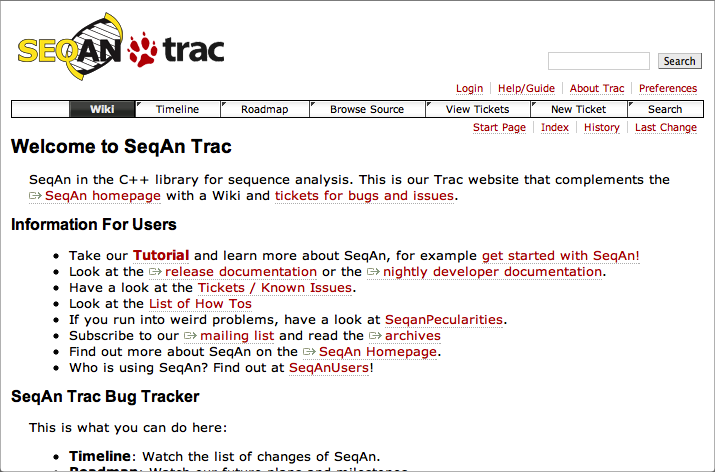 SEQAN trac
Search
Login Help/Guide About Trac Preferences
Wiki Timeline Roadmap Browse Source View Tickets New Ticket Search
Start Page Index History Last Change
Welcome to SeqAn Trac
SeqAn in the C++ library for sequence analysis. This is our Trac website that complements the
SeqAn homepage with a Wiki and tickets for bugs and issues.
Information For Users
• Take our Tutorial and learn more about SeqAn, for example get started with SeqAn!
• Look at the release documentation or the nightly developer documentation.
• Have a look at the Tickets / Known Issues.
• Look at the List of How Tos
• If you run into weird problems, have a look at SeqanPecularities.
• Subscribe to our mailing list and read the archives
• Find out more about SeqAn on the SeqAn Homepage.
• Who is using SeqAn? Find out at SeqAnUsers!
SeqAn Trac Bug Tracker
This is what you can do here:
• Timeline: Watch the list of changes of SeqAn.
• Roadmap: Watch our future plans and milestones.